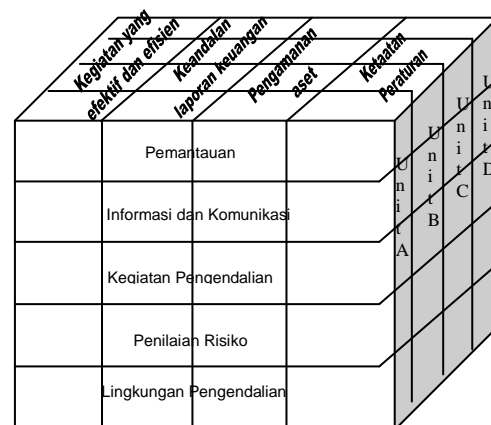 Kegiatan yang
efektif dan efisien
Keandalan
laporan keuangan
Pengamanan
aset
Ketaatan
Peraturan
Pemantauan
Informasi dan Komunikasi
Kegiatan Pengendalian
Penilaian Risiko
Lingkungan Pengendalian
Unit A
Unit B
Unit C
Unit D